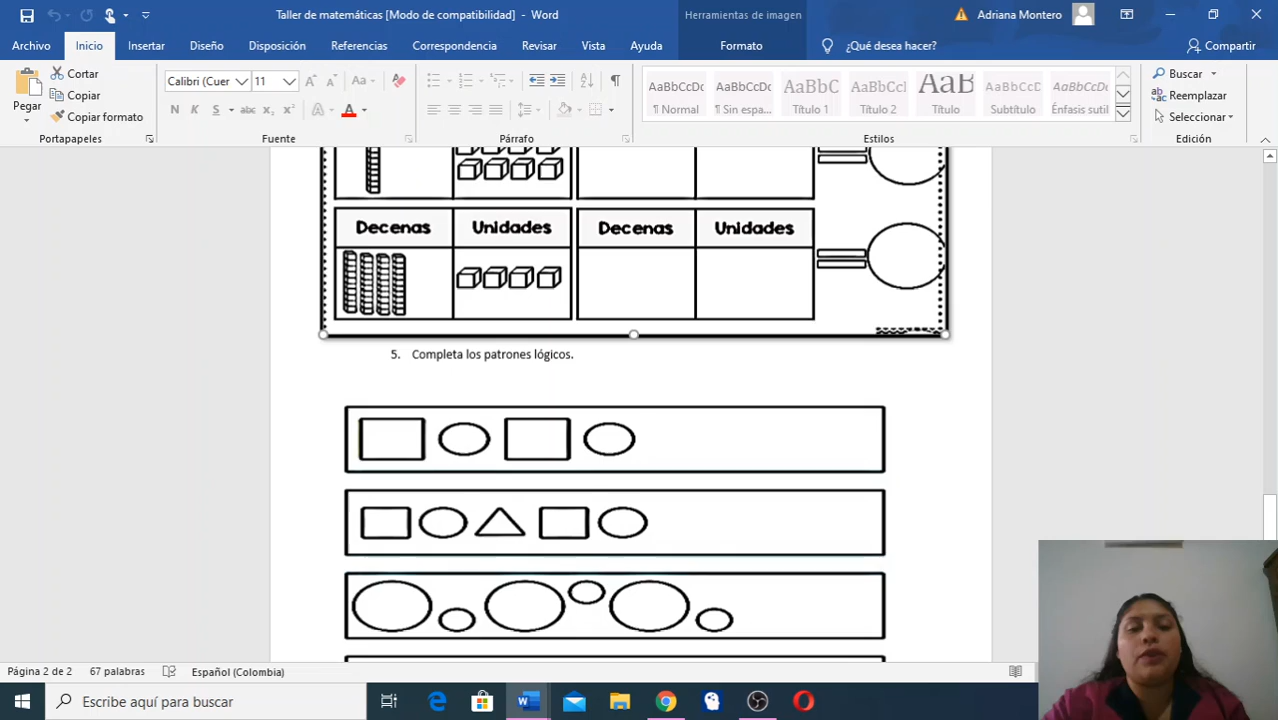 Taller de matemáticas [Modo de compatibilidad] - Word
Herramientas de imagen
Adriana Montero
Archivo Inicio Insertar Diseño Disposición Referencias Correspondencia Revisar Vista Ayuda Formato ¿Qué desea hacer? Compartir
Pegar
Cortar
Copiar
Copiar formato
Portapapeles
Calibri (Cuer 11
A A Aa A
N K S abc x₂ x² A A
Fuente
Párrafo
AaBbCcDc AaBbCcDc AaBbC AaBbCcI AaB AaBbCcD AaBbCcD
¶ Normal ¶ Sin espa... Título 1 Título 2 Título Subtítulo Énfasis sutil
Estilos
Buscar
Reemplazar
Seleccionar
Edición
Decenas Unidades Decenas Unidades
5. Completa los patrones lógicos.
Página 2 de 2 67 palabras Español (Colombia)
Escribe aquí para buscar